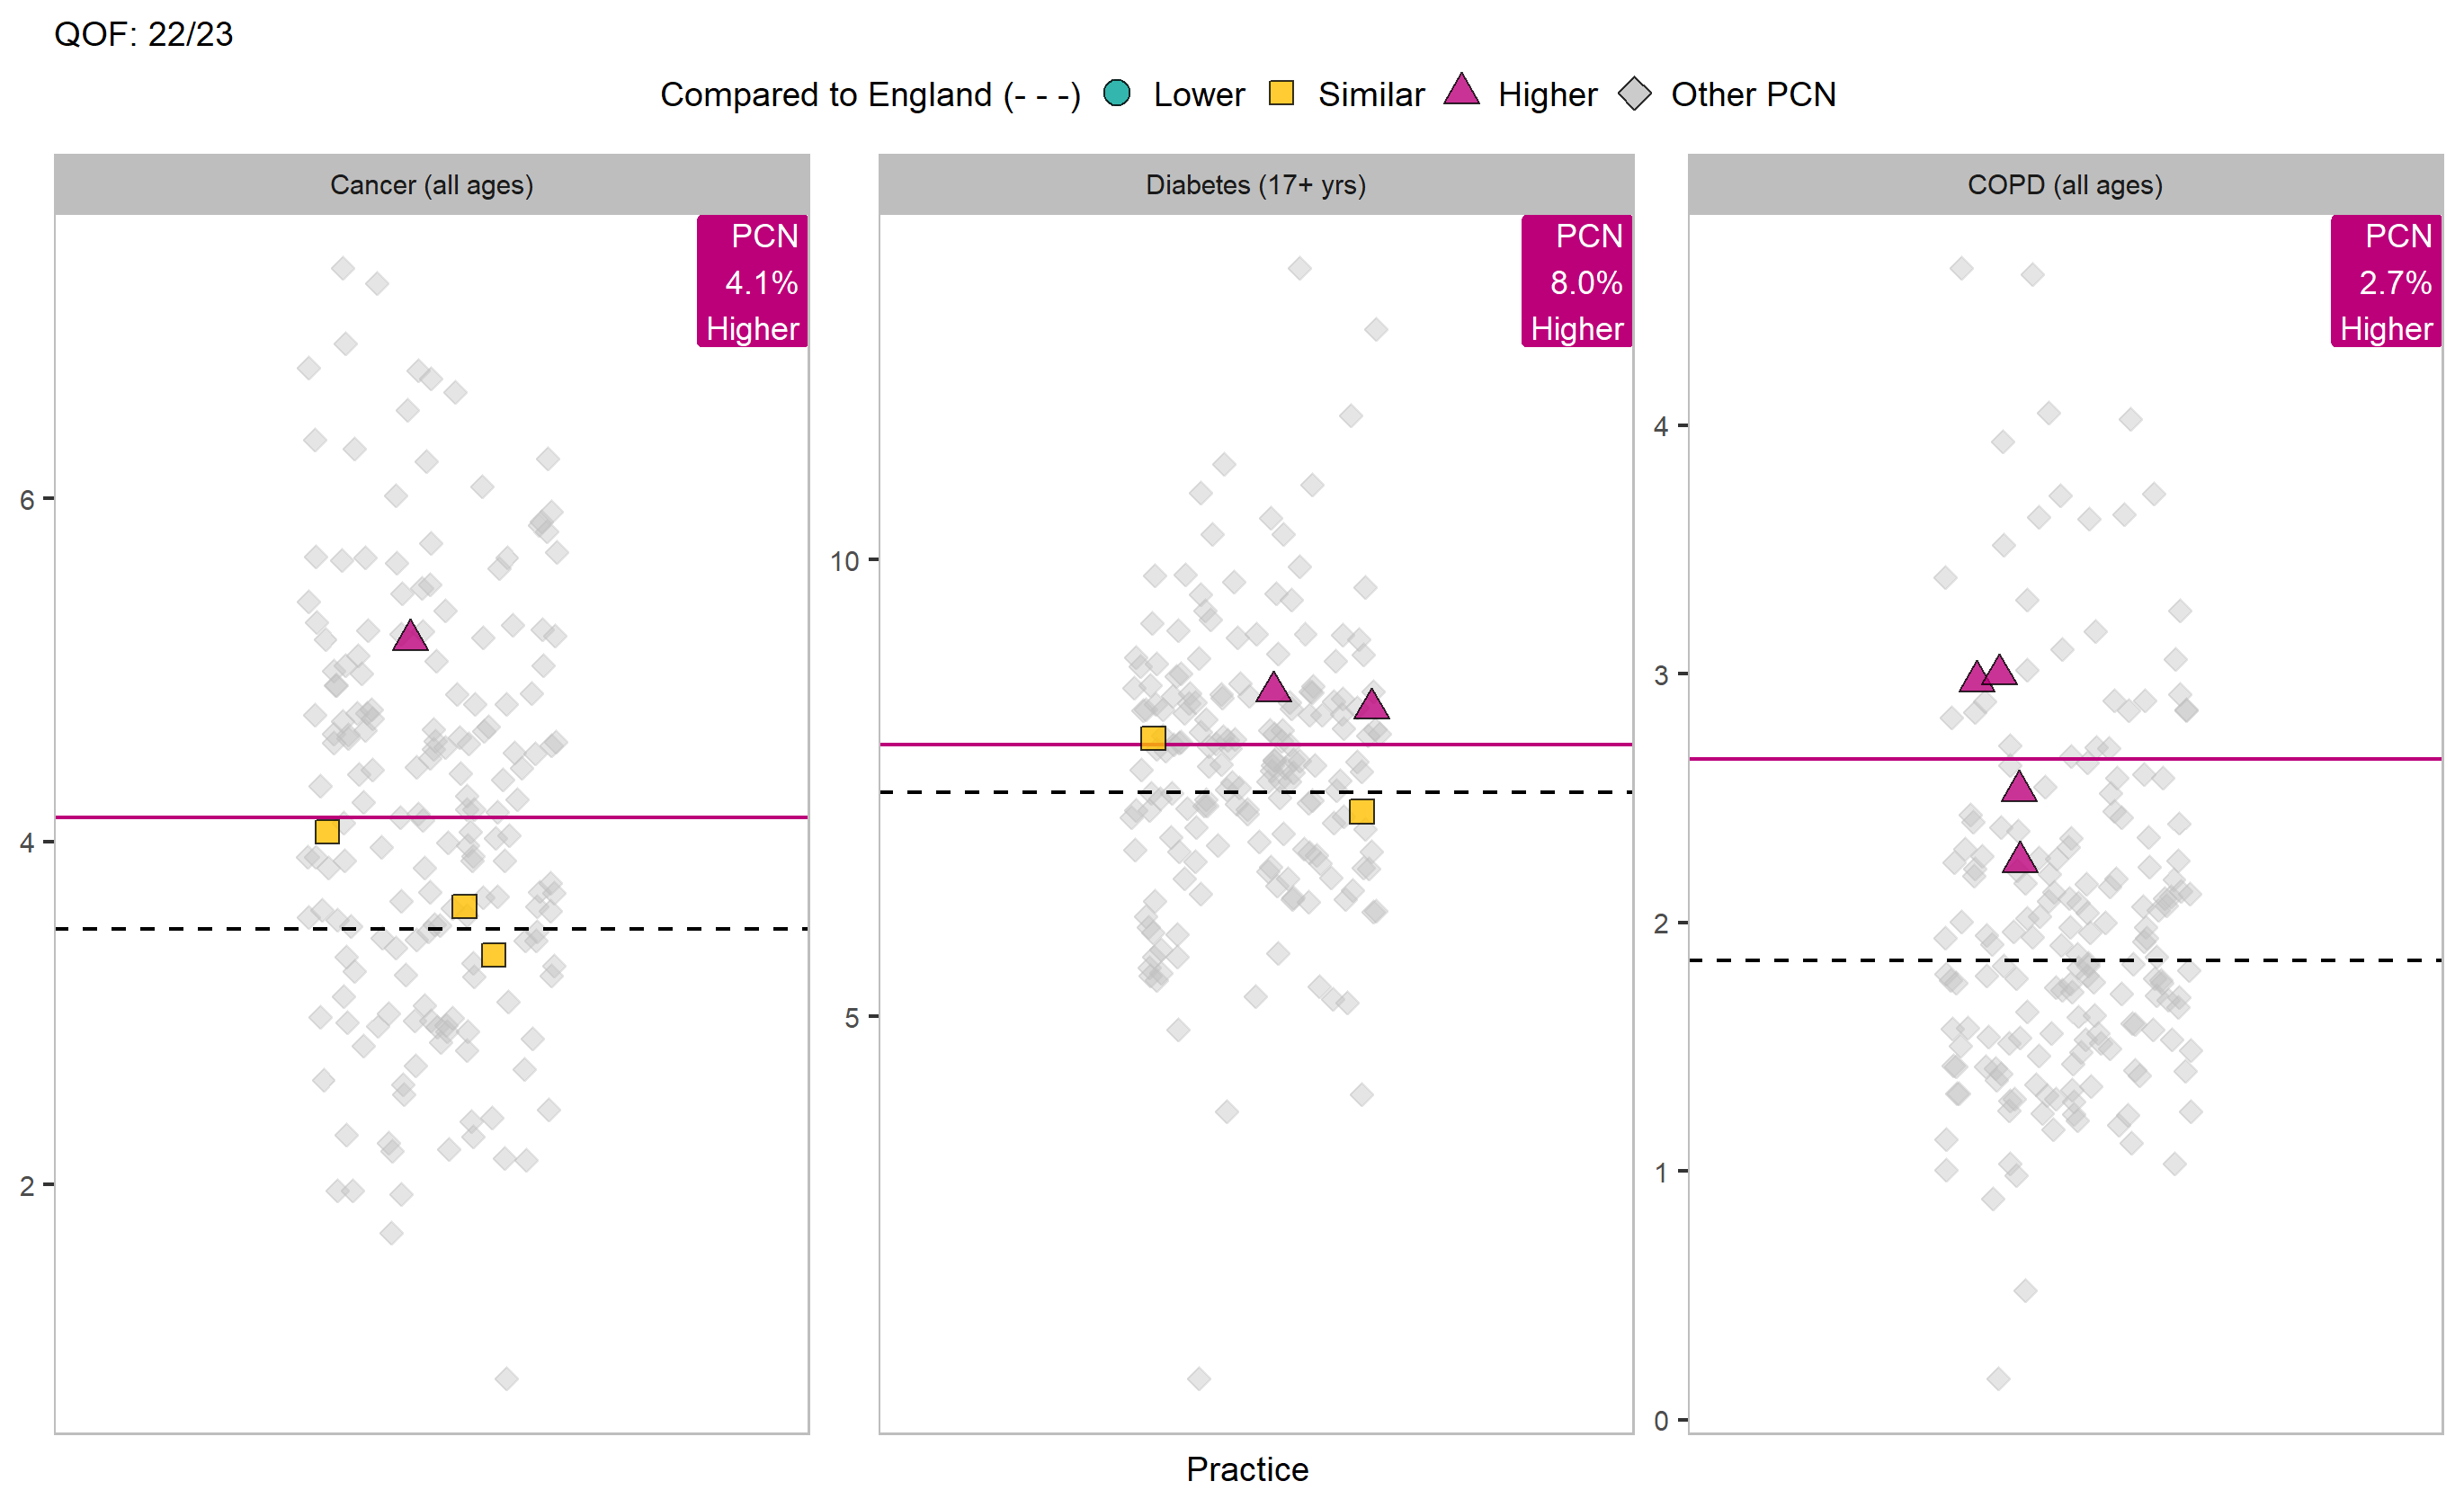 QOF: 22/23
Compared to England (- - -) Lower Similar Higher Other PCN
Cancer (all ages)
PCN
4.1%
Higher
6
4
2
Diabetes (17+ yrs)
PCN
8.0%
Higher
10
5
COPD (all ages)
PCN
2.7%
Higher
4
3
2
1
0
Practice